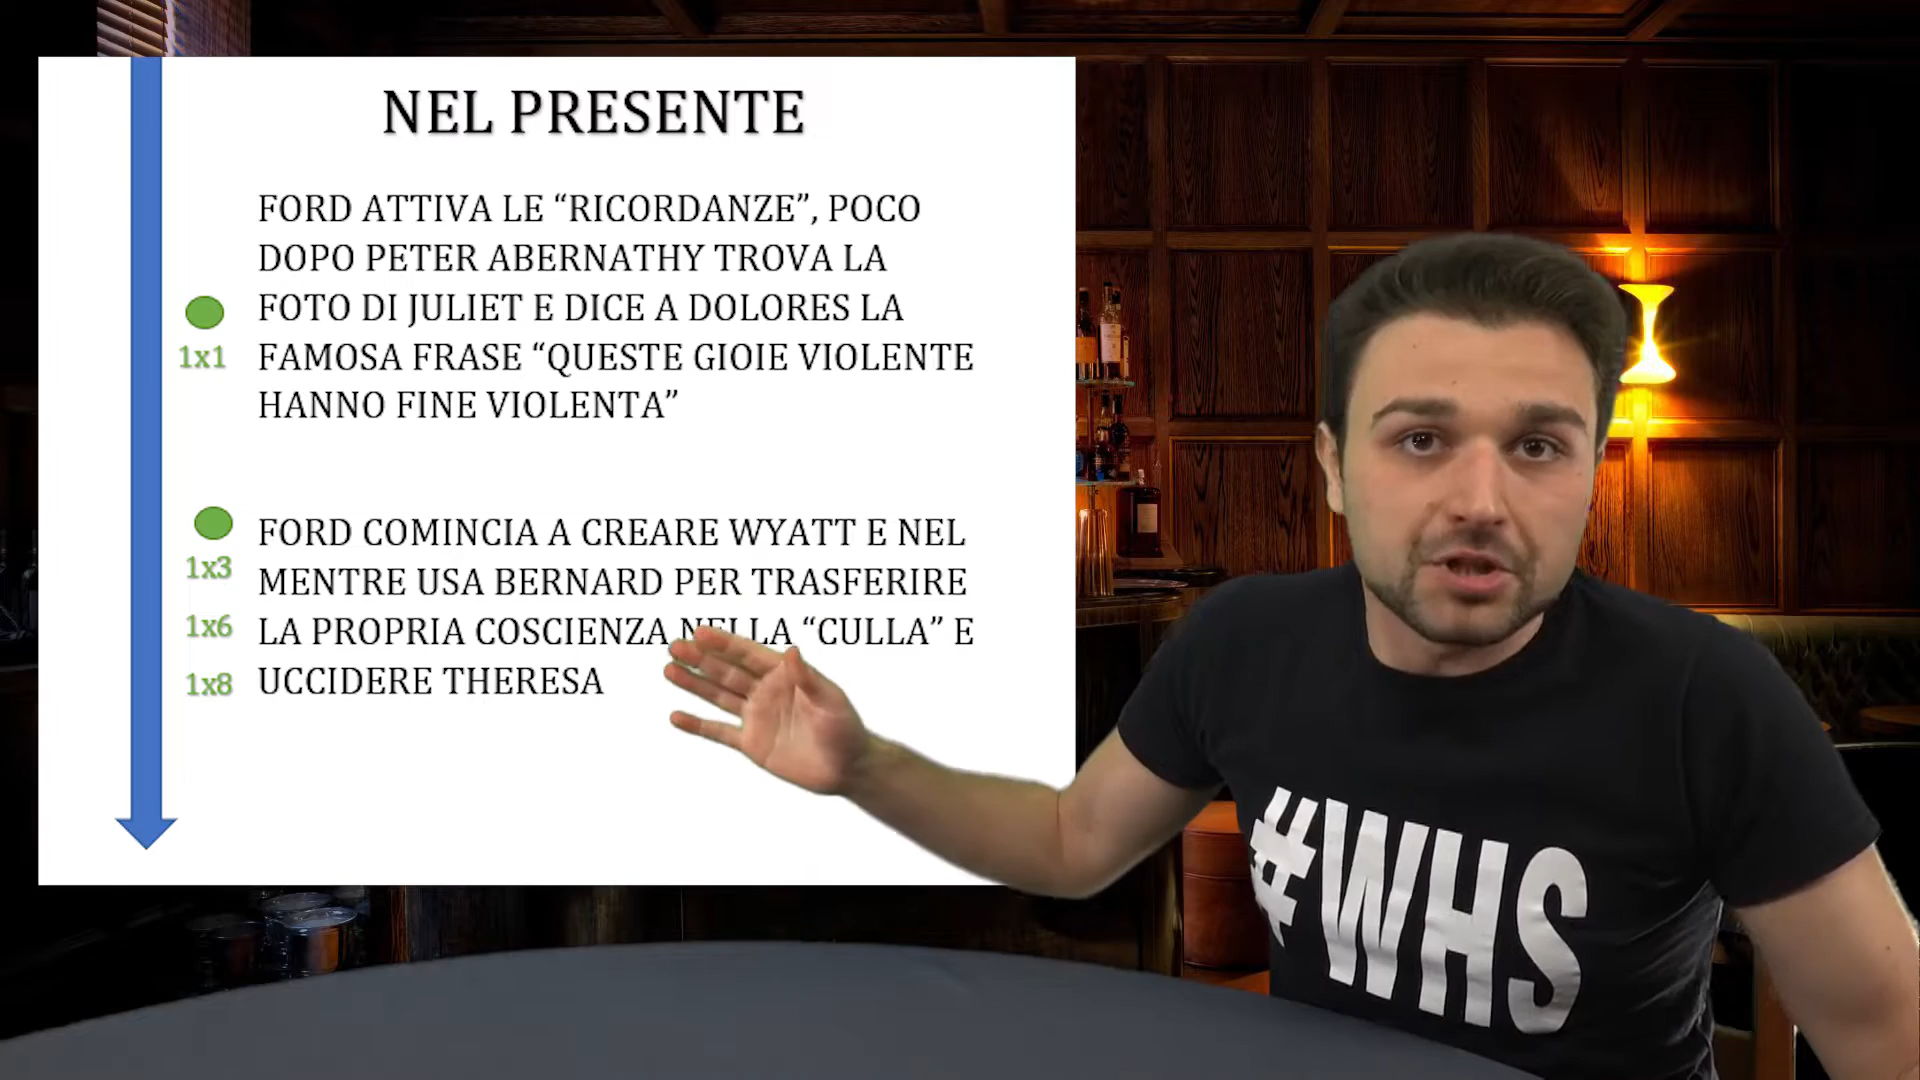 NEL PRESENTE
FORD ATTIVA LE “RICORDANZE”, POCO
DOPO PETER ABERNATHY TROVA LA
FOTO DI JULIET E DICE A DOLORES LA
1x1 FAMOSA FRASE “QUESTE GIOIE VIOLENTE
HANNO FINE VIOLENTA”
FORD COMINCIA A CREARE WYATT E NEL
1x3 MENTRE USA BERNARD PER TRASFERIRE
1x6 LA PROPRIA COSCIENZA NELLA “CULLA” E
1x8 UCCIDERE THERESA
#WHS